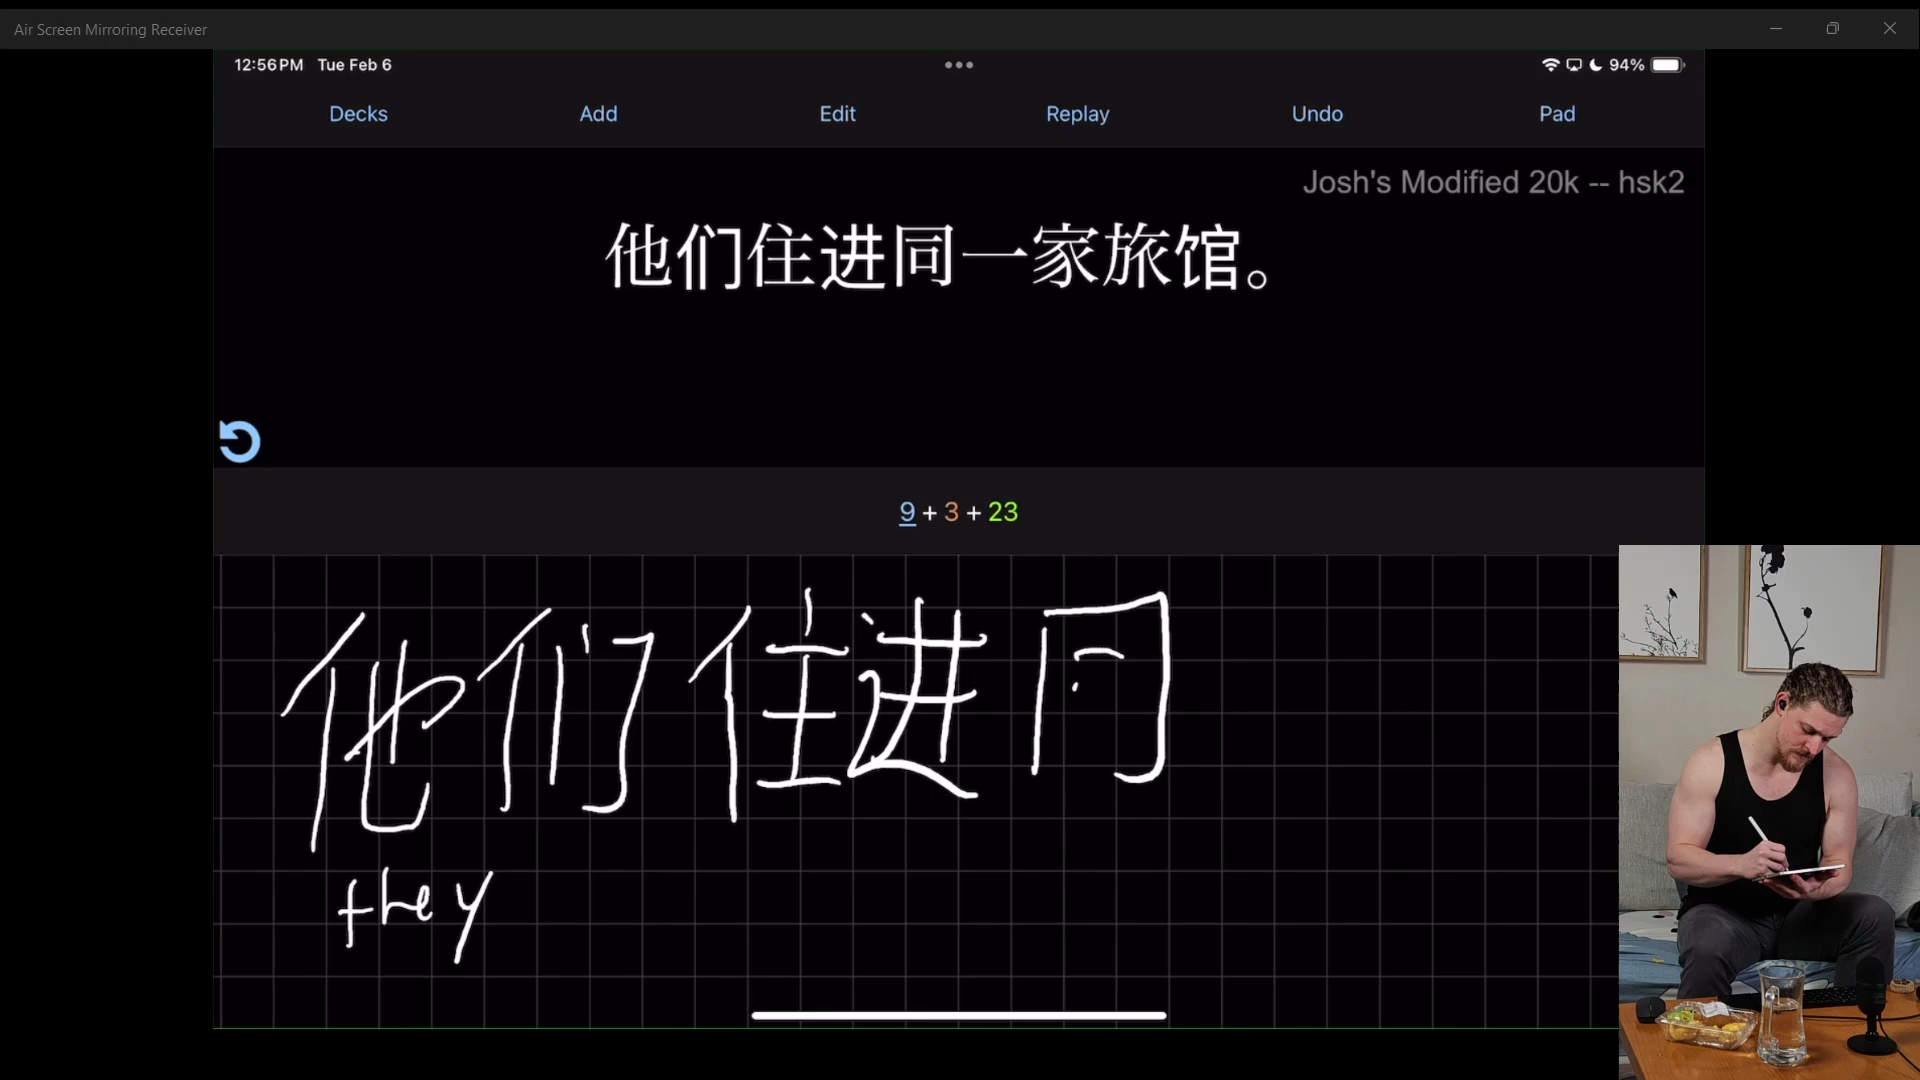 Air Screen Mirroring Receiver
12:56 PM Tue Feb 6
94%
Decks Add Edit Replay Undo Pad
Josh's Modified 20k -- hsk2
他们住进同一家旅馆。
9 + 3 + 23
他们住进
they